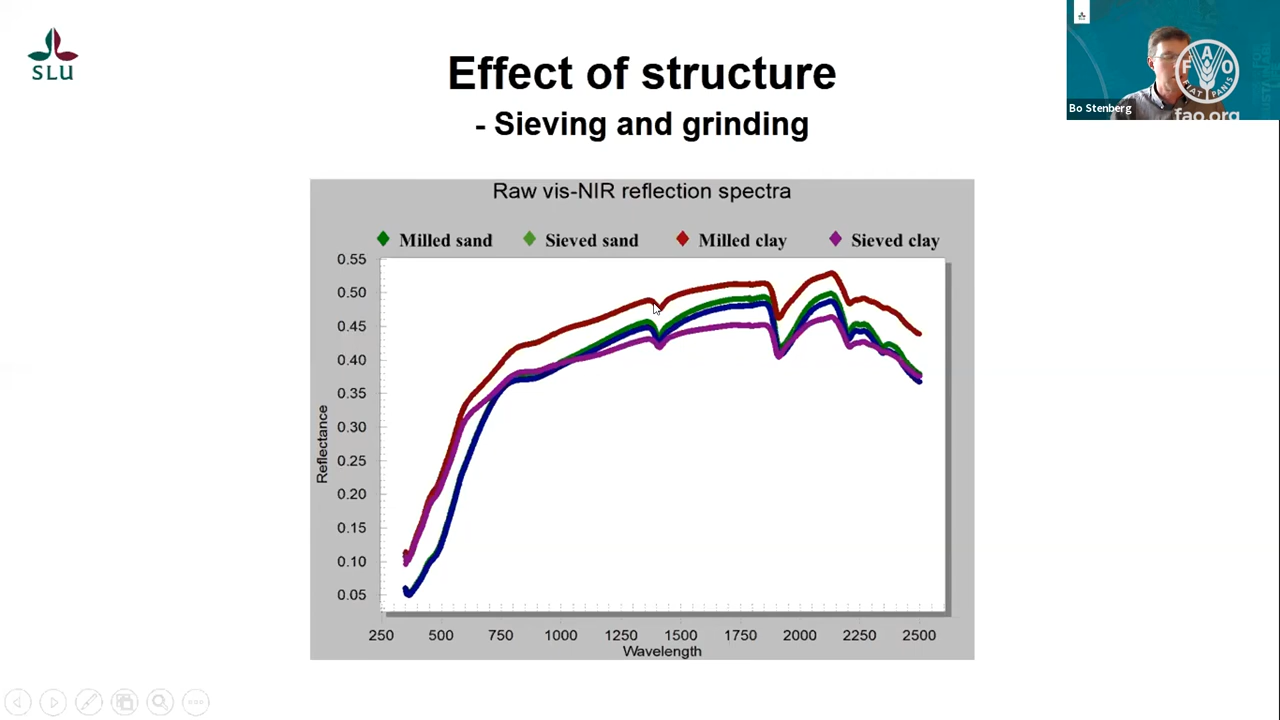 SLU
Effect of structure
- Sieving and grinding
Bo Stenberg
F A O
FIAT PANIS
fao.org
Raw vis-NIR reflection spectra
Milled sand
Sieved sand
Milled clay
Sieved clay
Reflectance
0.55
0.50
0.45
0.40
0.35
0.30
0.25
0.20
0.15
0.10
0.05
250 500 750 1000 1250 1500 1750 2000 2250 2500
Wavelength